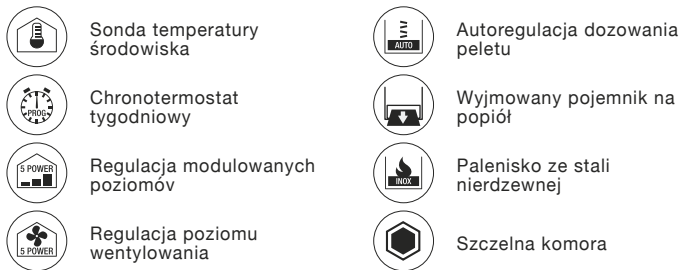 Sonda temperatury
środowiska
PROG.
Chronotermostat
tygodniowy
5 POWER
Regulacja modulowanych
poziomóv
5 POWER
Regulacja poziomu
wentylowania
AUTO
Autoregulacja dozowania
peletu
Wyjmowany pojemnik na
popiół
INOX
Palenisko ze stali
nierdzewnej
Szczelna komora